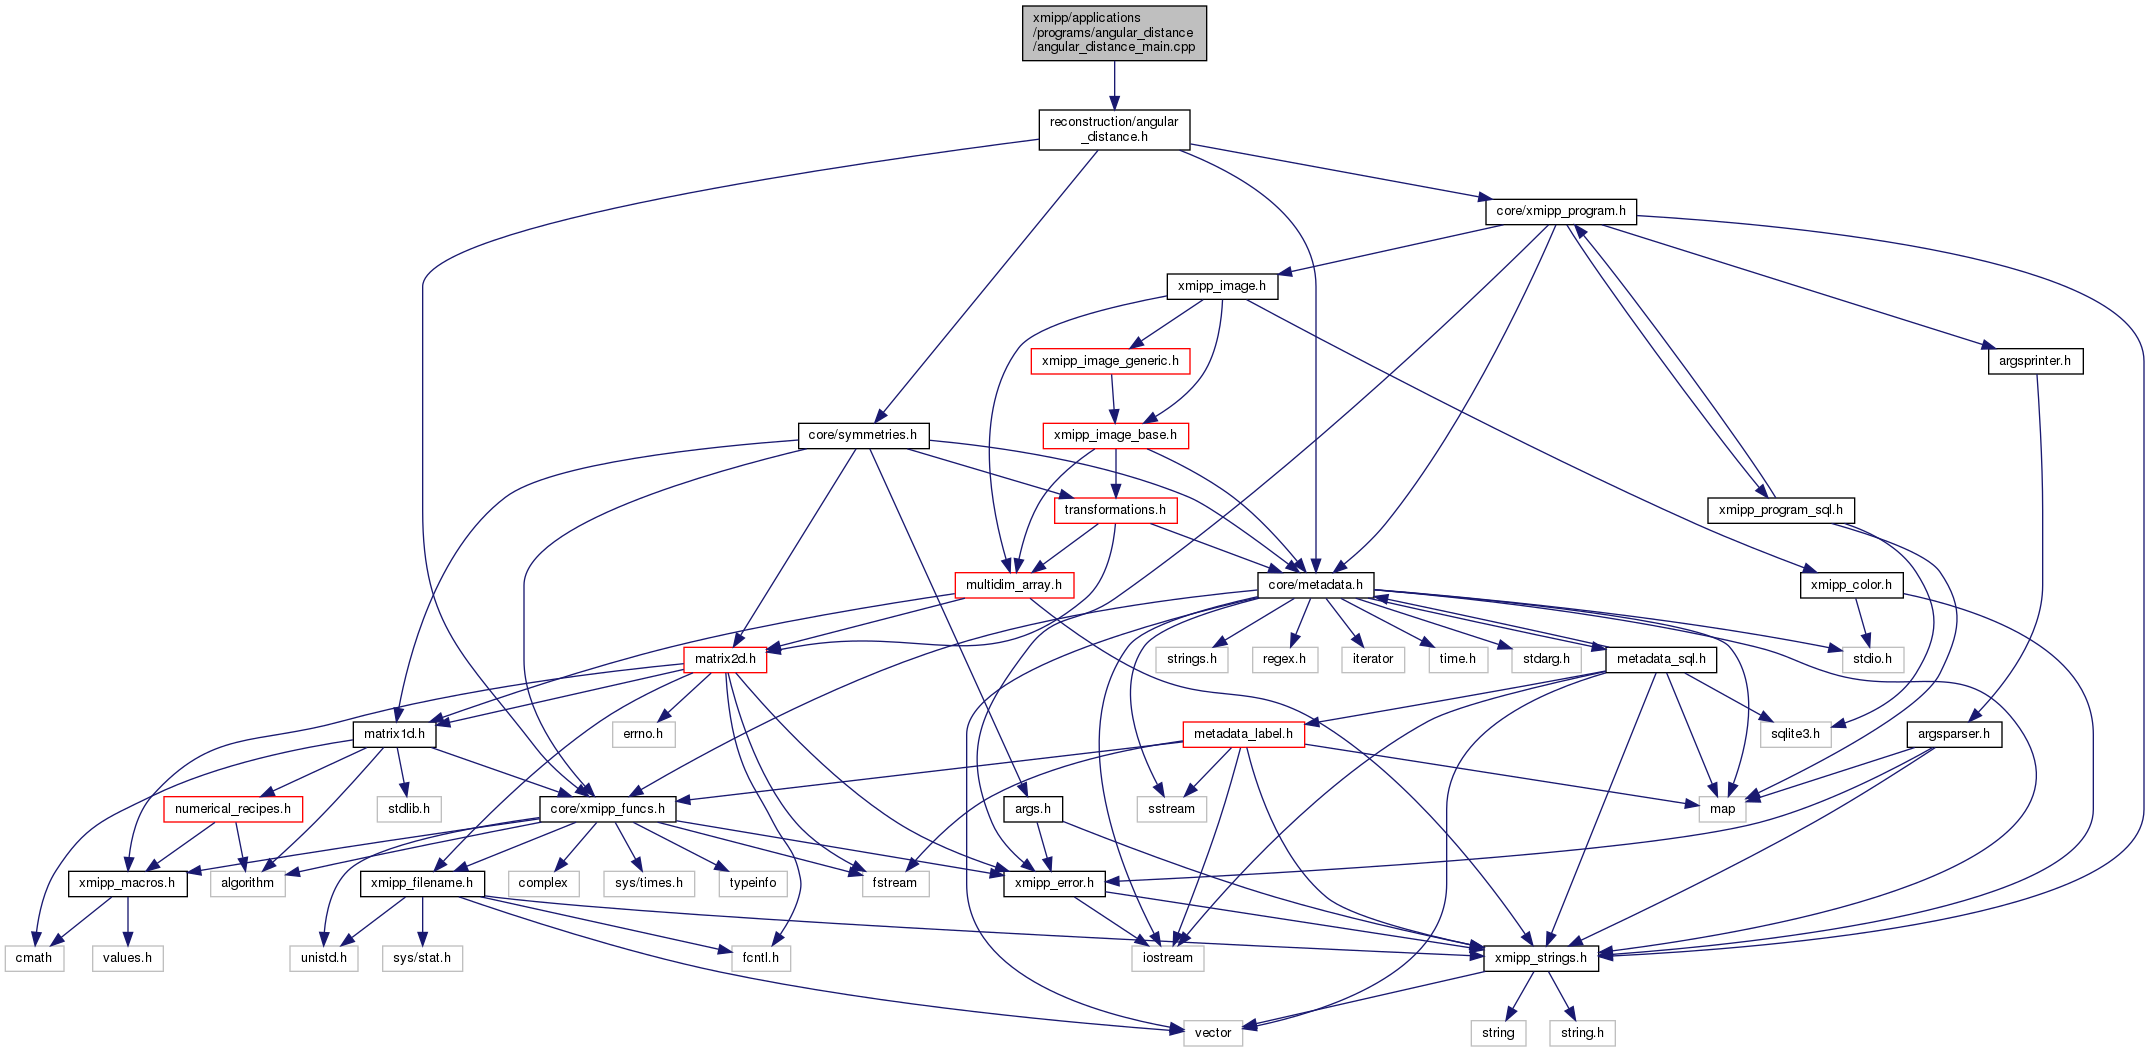 xmipp/applications
/programs/angular_distance
/angular_distance_main.cpp
reconstruction/angular
_distance.h
core/xmipp_program.h
xmipp_image.h
xmipp_image_generic.h
argsprinter.h
core/symmetries.h
xmipp_image_base.h
transformations.h
xmipp_program_sql.h
multidim_array.h
core/metadata.h
xmipp_color.h
matrix2d.h
strings.h
regex.h
iterator
time.h
stdarg.h
metadata_sql.h
stdio.h
matrix1d.h
errno.h
metadata_label.h
sqlite3.h
argsparser.h
numerical_recipes.h
stdlib.h
core/xmipp_funcs.h
args.h
sstream
map
xmipp_macros.h
algorithm
xmipp_filename.h
complex
sys/times.h
typeinfo
fstream
xmipp_error.h
cmath
values.h
unistd.h
sys/stat.h
fcntl.h
iostream
xmipp_strings.h
vector
string
string.h